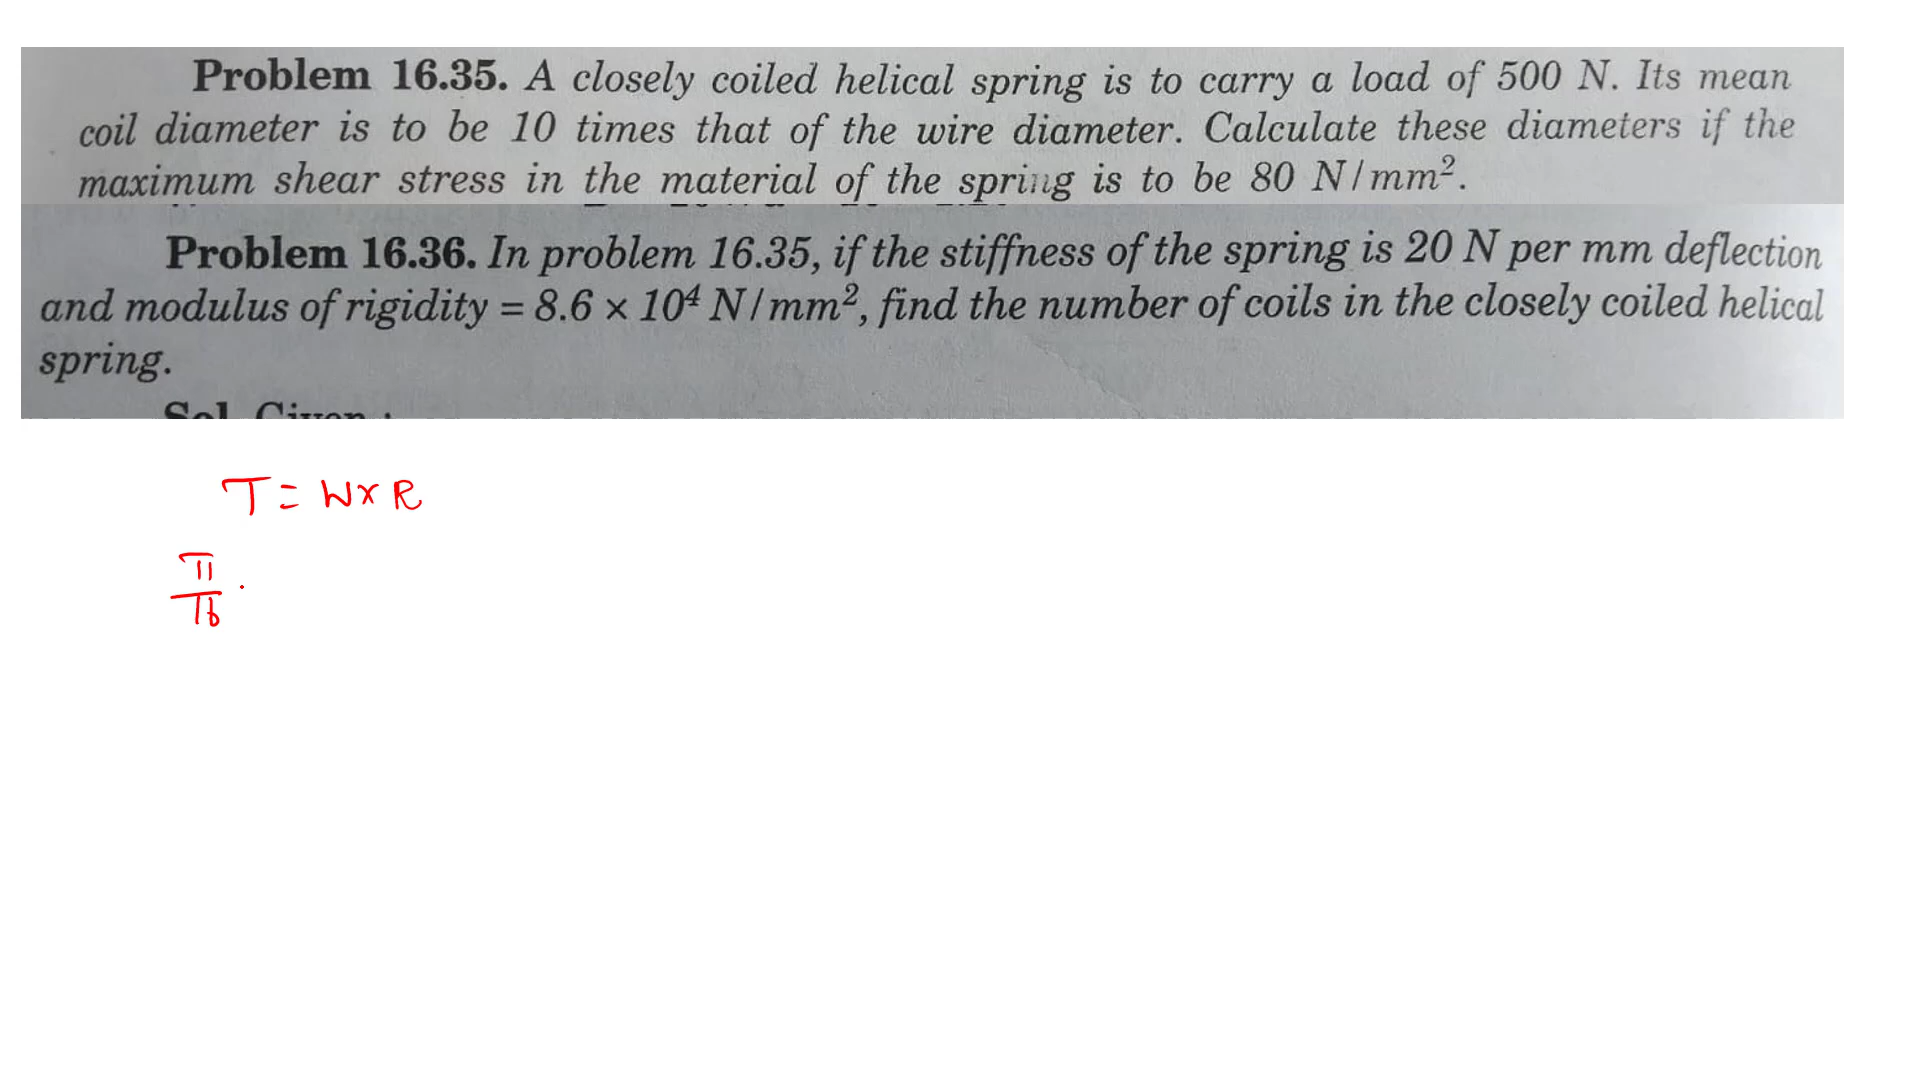 Problem 16.35. A closely coiled helical spring is to carry a load of 500 N. Its mean
coil diameter is to be 10 times that of the wire diameter. Calculate these diameters if the
maximum shear stress in the material of the spring is to be 80 N/mm².
Problem 16.36. In problem 16.35, if the stiffness of the spring is 20 N per mm deflection
and modulus of rigidity = 8.6 × 10⁴ N/mm², find the number of coils in the closely coiled helical
spring.
Sol. Given :
T = W × R
π
16 .